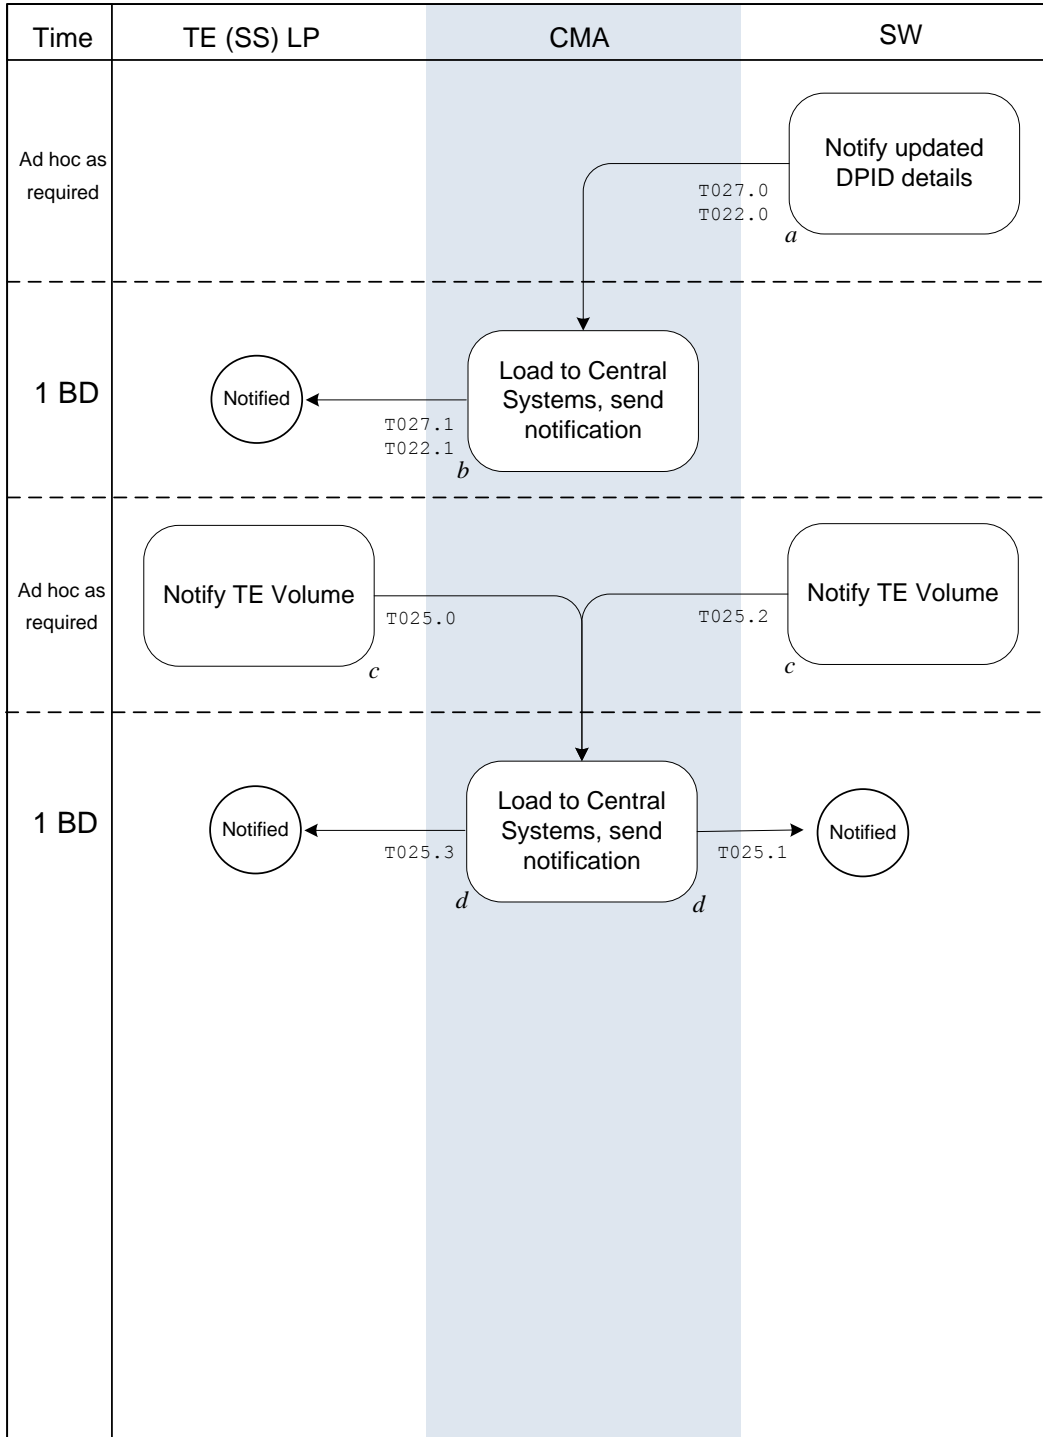 Time
TE (SS) LP
CMA
SW
Ad hoc as
required
Notify updated
DPID details
T027.0
T022.0
a
1 BD
Notified
Load to Central
Systems, send
notification
T027.1
T022.1
b
Ad hoc as
required
Notify TE Volume
T025.0
c
Notify TE Volume
T025.2
c
1 BD
Notified
Load to Central
Systems, send
notification
Notified
T025.3
T025.1
d
d